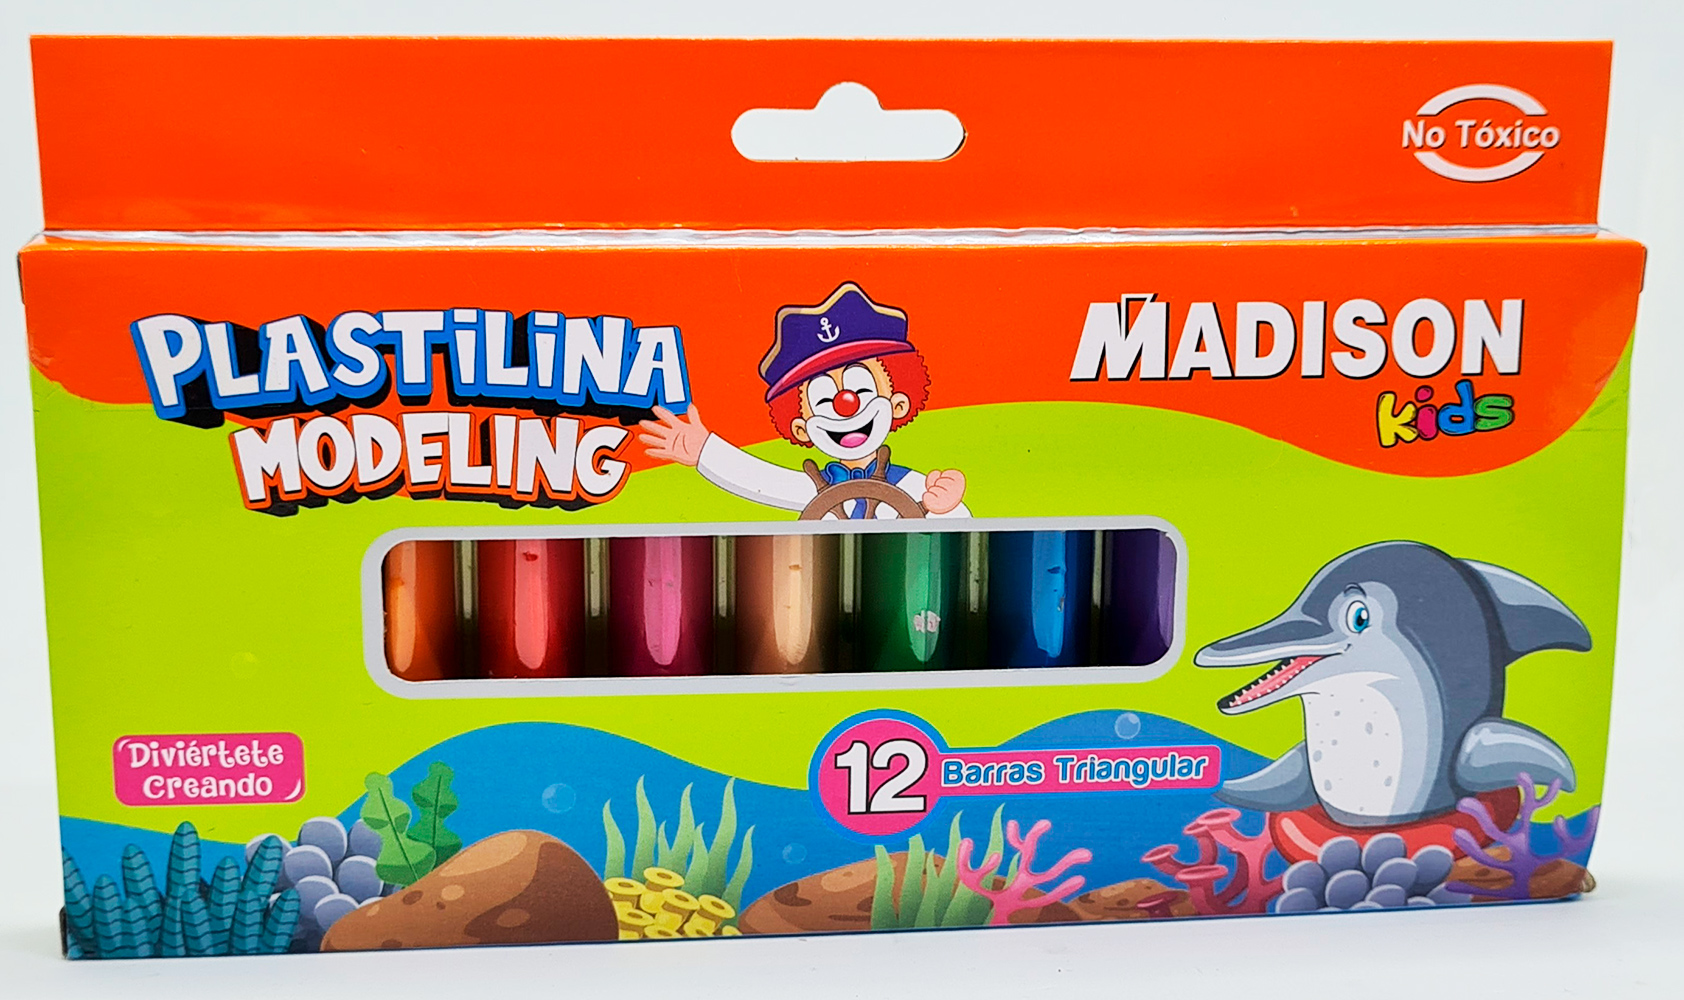 No Tóxico
PLASTiLiNA
MODELING
MADISON
kids
Diviértete
Creando
12 Barras Triangular